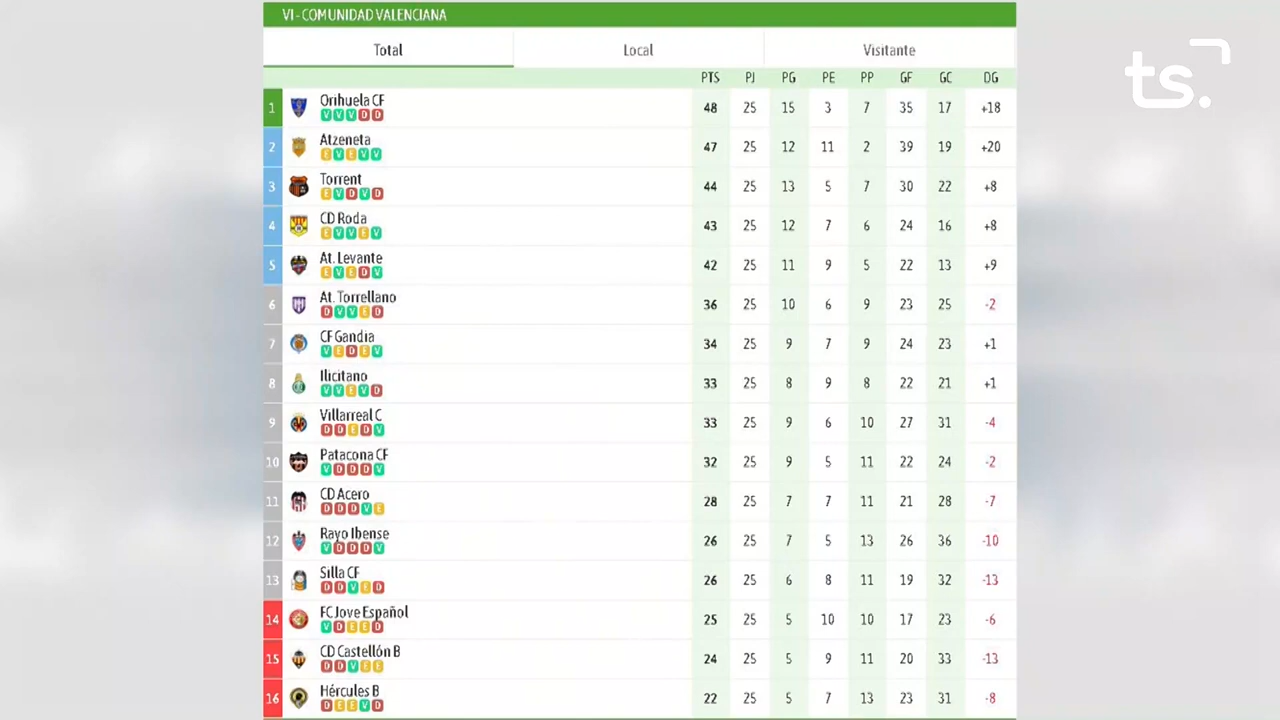 VI - COMUNIDAD VALENCIANA
ts.
Total Local Visitante
PTS PJ PG PE PP GF GC DG
1 Orihuela CF 48 25 15 3 7 35 17 +18
V V V D D
2 Atzeneta 47 25 12 11 2 39 19 +20
E V E V V
3 Torrent 44 25 13 5 7 30 22 +8
E V D V D
4 CD Roda 43 25 12 7 6 24 16 +8
E V V E V
5 At. Levante 42 25 11 9 5 22 13 +9
E V E D V
6 At. Torrellano 36 25 10 6 9 23 25 -2
D V V E D
7 CF Gandia 34 25 9 7 9 24 23 +1
V E D E V
8 Ilicitano 33 25 8 9 8 22 21 +1
V V E V D
9 Villarreal C 33 25 9 6 10 27 31 -4
D D E D V
10 Patacona CF 32 25 9 5 11 22 24 -2
V D D D V
11 CD Acero 28 25 7 7 11 21 28 -7
D D D V E
12 Rayo Ibense 26 25 7 5 13 26 36 -10
V D D D V
13 Silla CF 26 25 6 8 11 19 32 -13
D D V E D
14 FC Jove Español 25 25 5 10 10 17 23 -6
V D E E D
15 CD Castellón B 24 25 5 9 11 20 33 -13
D D V E E
16 Hércules B 22 25 5 7 13 23 31 -8
D E E V D